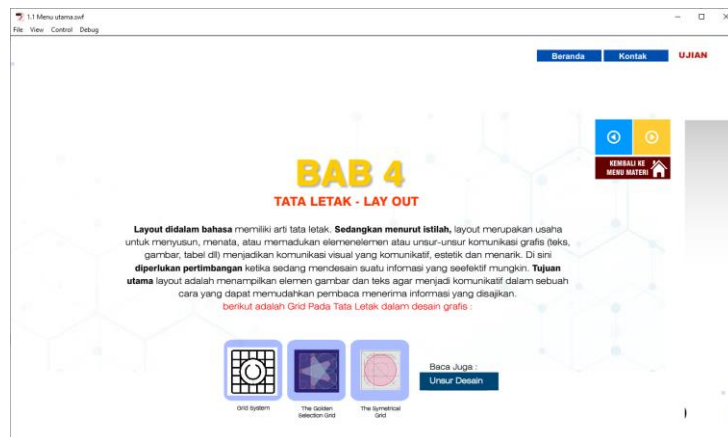 1.1 Menu utama.swf
File View Control Debug
Beranda Kontak UJIAN
KEMBALI KE
MENU MATERI
BAB 4
TATA LETAK - LAY OUT
Layout didalam bahasa memiliki arti tata letak. Sedangkan menurut istilah, layout merupakan usaha
untuk menyusun, menata, atau memadukan elemenelemen atau unsur-unsur komunikasi grafis (teks,
gambar, tabel dll) menjadikan komunikasi visual yang komunikatif, estetik dan menarik. Di sini
diperlukan pertimbangan ketika sedang mendesain suatu informasi yang seefektif mungkin. Tujuan
utama layout adalah menampilkan elemen gambar dan teks agar menjadi komunikatif dalam sebuah
cara yang dapat memudahkan pembaca menerima informasi yang disajikan.
berikut adalah Grid Pada Tata Letak dalam desain grafis :
Grid System
The Golden
Selection Grid
The Symetrical
Grid
Baca Juga :
Unsur Desain